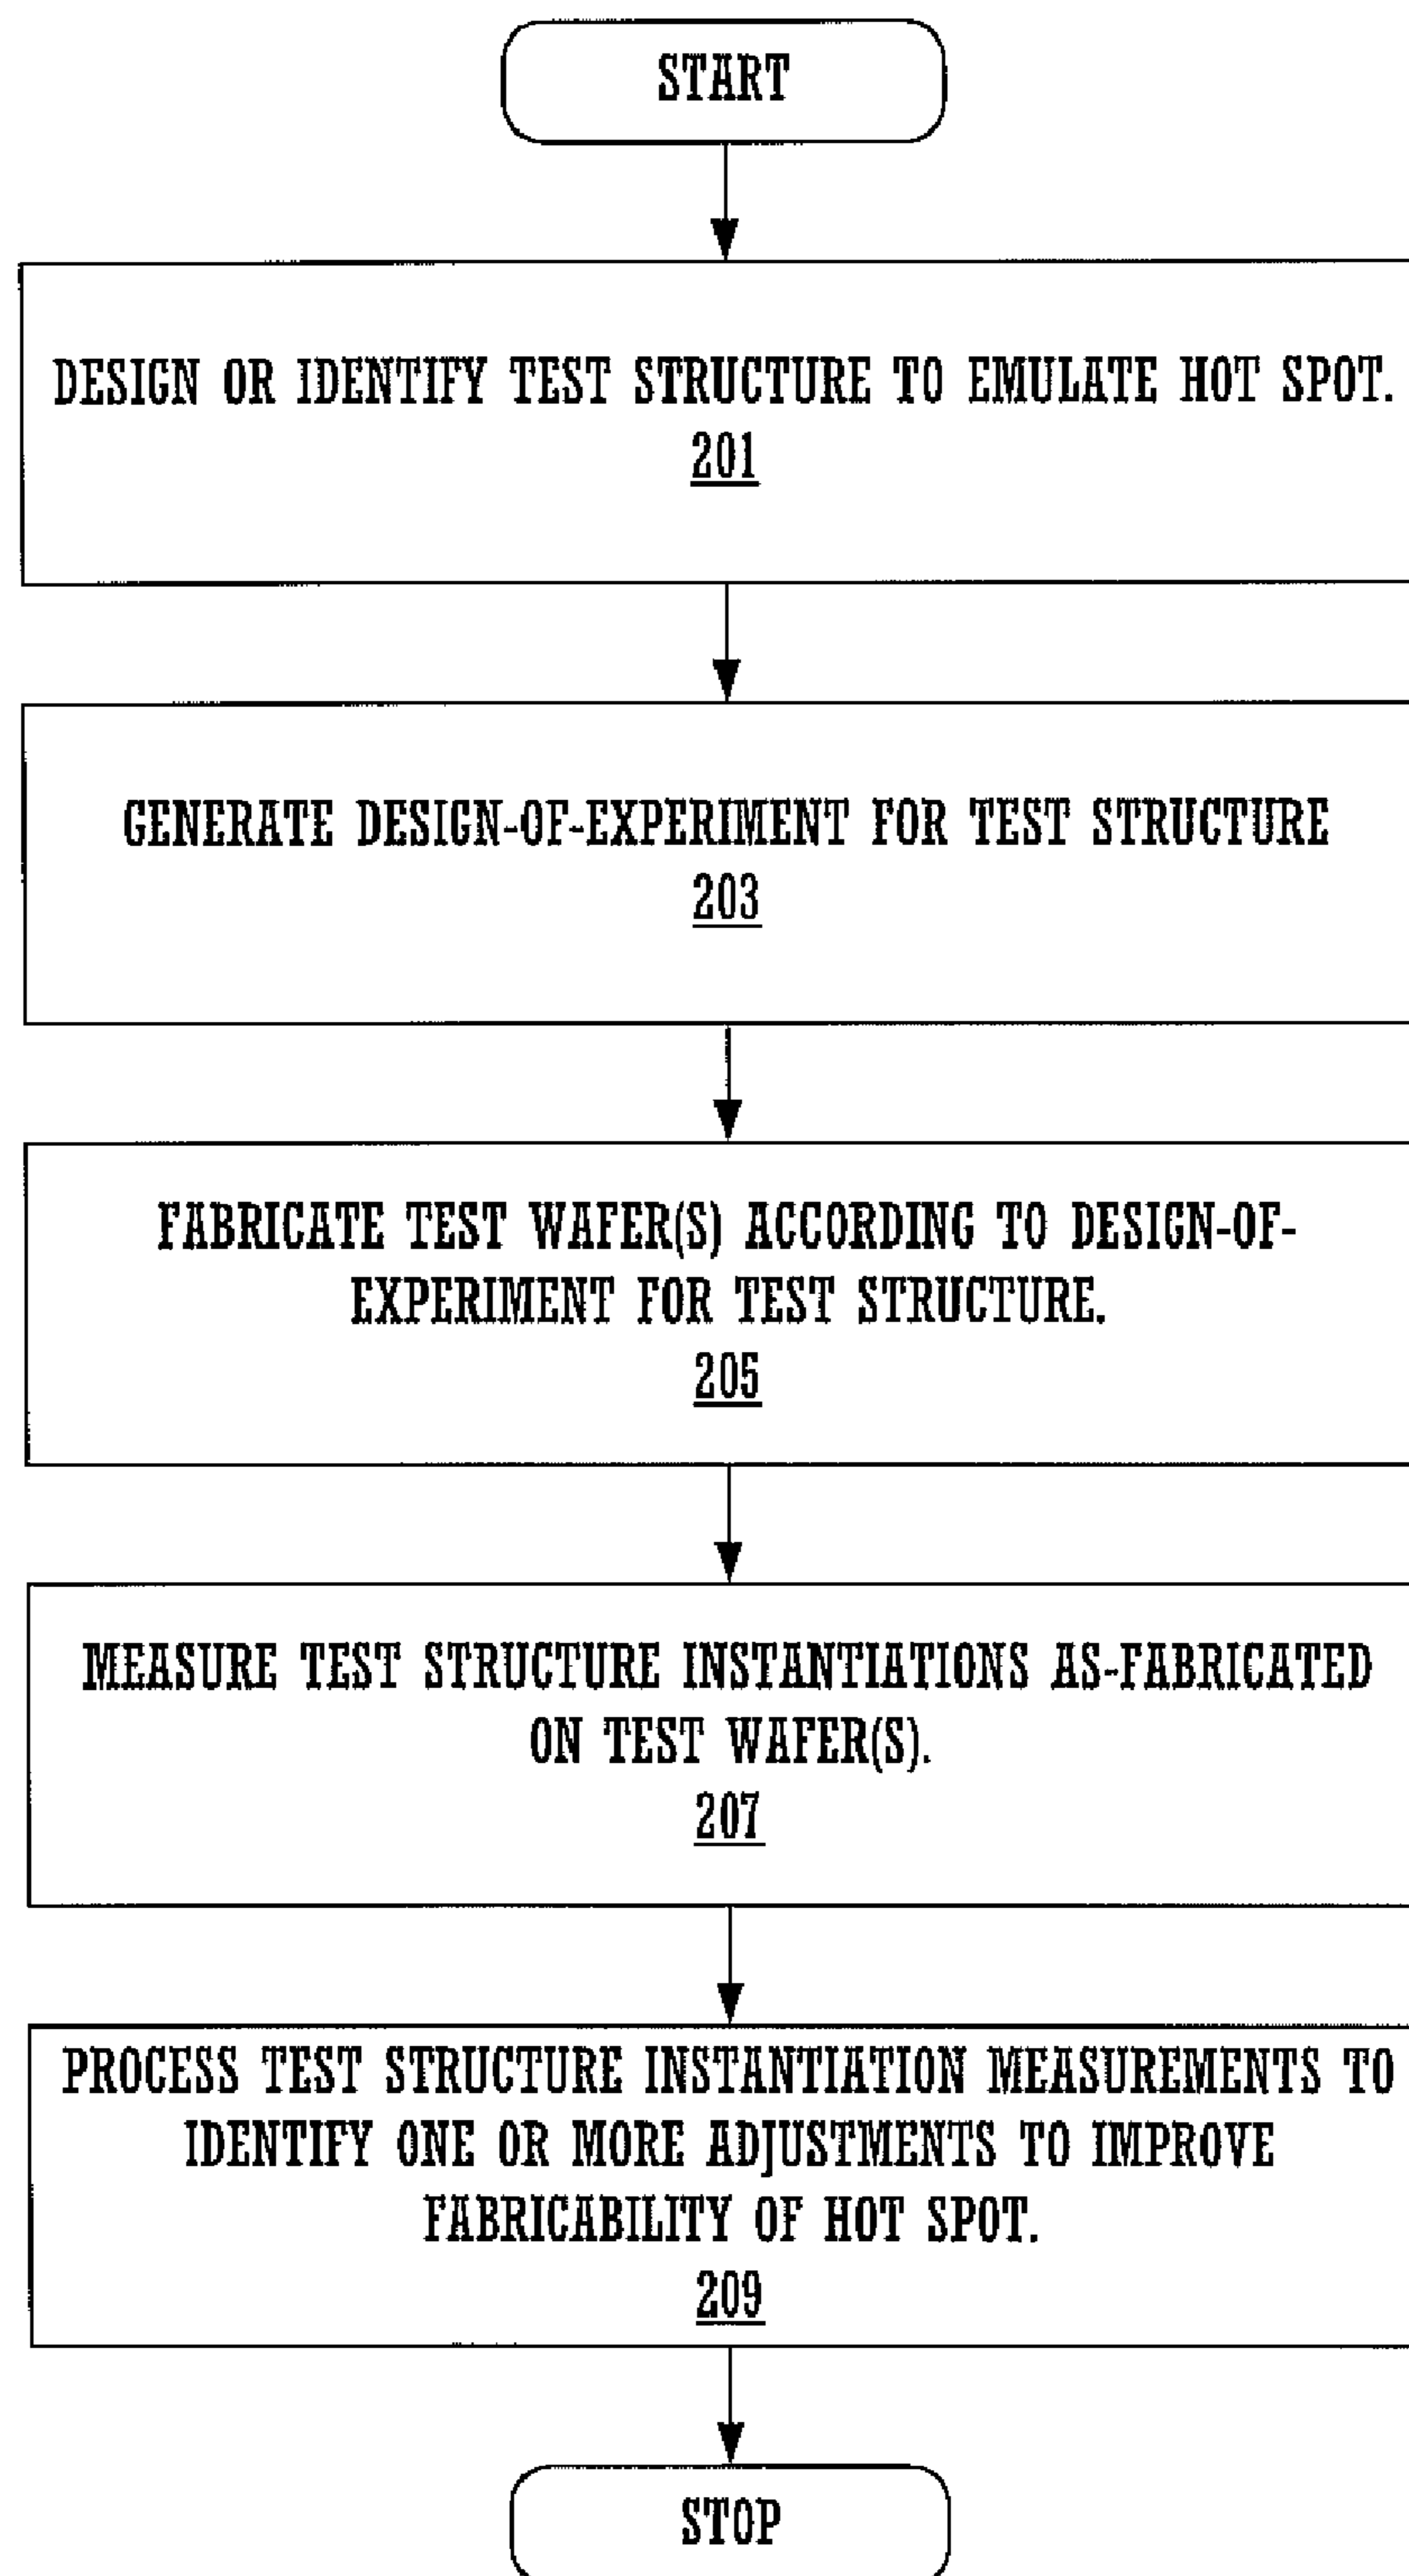 START
DESIGN OR IDENTIFY TEST STRUCTURE TO EMULATE HOT SPOT.
201
GENERATE DESIGN-OF-EXPERIMENT FOR TEST STRUCTURE
203
FABRICATE TEST WAFER(S) ACCORDING TO DESIGN-OF-
EXPERIMENT FOR TEST STRUCTURE.
205
MEASURE TEST STRUCTURE INSTANTIATIONS AS-FABRICATED
ON TEST WAFER(S).
207
PROCESS TEST STRUCTURE INSTANTIATION MEASUREMENTS TO
IDENTIFY ONE OR MORE ADJUSTMENTS TO IMPROVE
FABRICABILITY OF HOT SPOT.
209
STOP